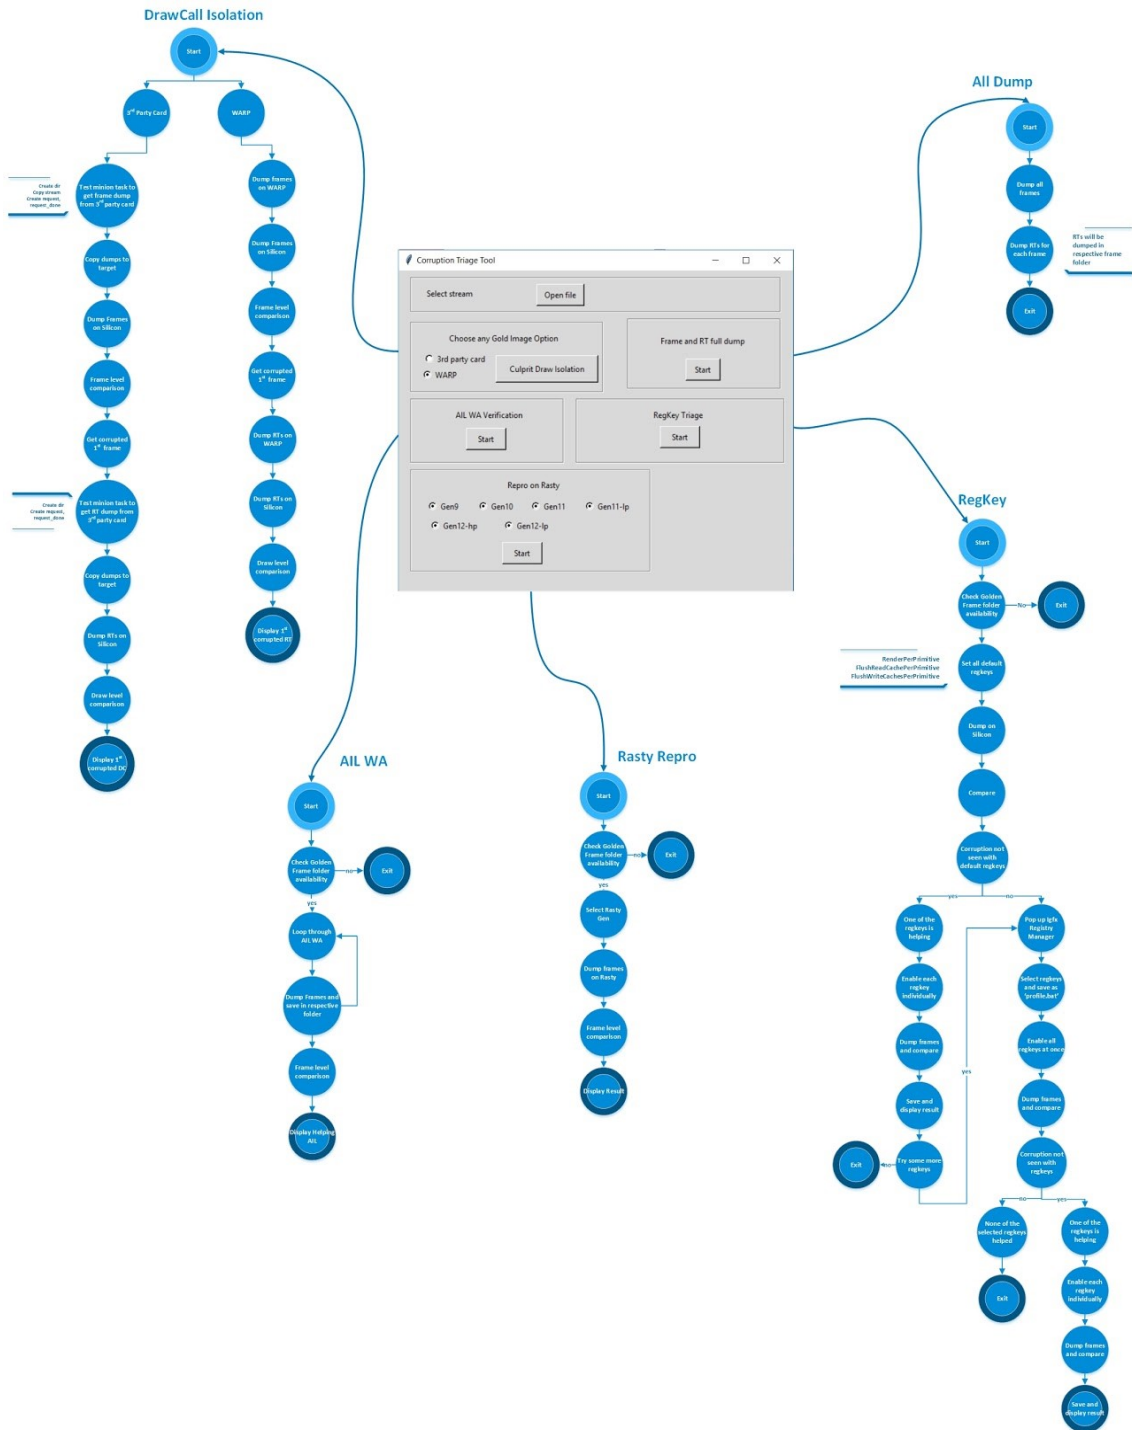 DrawCall Isolation
Start
3rd Party Card
WARP
Create dir
Copy stream
Create request,
request_done
Test minion task to
get frame dump
from 3rd party card
Copy dumps to
target
Dump Frames
on Silicon
Frame level
comparison
Get corrupted
1st frame
Create dir
Create request,
request_done
Test minion task to
get RT dump from
3rd party card
Copy dumps to
target
Dump RTs on
Silicon
Draw level
comparison
Display 1st
corrupted DC
Dump frames
on WARP
Dump Frames
on Silicon
Frame level
comparison
Get corrupted
1st frame
Dump RTs on
WARP
Dump RTs on
Silicon
Draw level
comparison
Display 1st
corrupted RT
All Dump
Start
Dump all
frames
Dump RTs for
each frame
RTs will be
dumped in
respective frame
folder
Exit
Corruption Triage Tool
Select stream
Open file
Choose any Gold Image Option
3rd party card
WARP
Culprit Draw Isolation
Frame and RT full dump
Start
AIL WA Verification
Start
RegKey Triage
Start
Repro on Rasty
Gen9
Gen10
Gen11
Gen11-lp
Gen12-hp
Gen12-lp
Start
AIL WA
Start
Check Golden
Frame folder
availability
no
Exit
yes
Loop through
AIL WA
Dump Frames and
save in respective
folder
Frame level
comparison
Display Helping
AIL
Rasty Repro
Start
Check Golden
Frame folder
availability
no
Exit
yes
Select Rasty
Gen
Dump frames
on Rasty
Frame level
comparison
Display Result
RegKey
Start
Check Golden
Frame folder
availability
No
Exit
RenderPerPrimitive
FlushReadCachePerPrimitive
FlushWriteCachesPerPrimitive
Set all default
regkeys
Dump on
Silicon
Compare
Corruption not
seen with
default regkeys
yes
no
One of the
regkeys is
helping
Enable each
regkey
individually
Dump frames
and compare
Save and
display result
Try some more
regkeys
no
Exit
yes
Pop up Igfx
Registry
Manager
Select regkeys
and save as
'profile.bat'
Enable all
regkeys at once
Dump frames
and compare
Corruption not
seen with
regkeys
no
yes
None of the
selected regkeys
helped
Exit
One of the
regkeys is
helping
Enable each
regkey
individually
Dump frames
and compare
Save and
display result